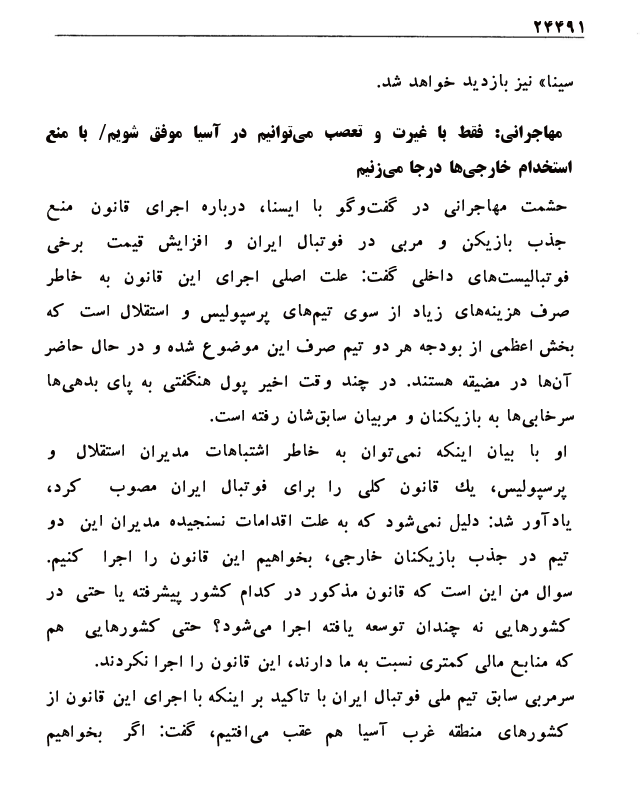 ۲۴۴۹۱
سینا» نیز بازدید خواهد شد.
مهاجرانی: فقط با غیرت و تعصب می‌توانیم در آسیا موفق شویم/ با منع
استخدام خارجی‌ها درجا می‌زنیم
حشمت مهاجرانی در گفت‌وگو با ایسنا، درباره اجرای قانون منع
جذب بازیکن و مربی در فوتبال ایران و افزایش قیمت برخی
فوتبالیست‌های داخلی گفت: علت اصلی اجرای این قانون به خاطر
صرف هزینه‌های زیاد از سوی تیم‌های پرسپولیس و استقلال است که
بخش اعظمی از بودجه هر دو تیم صرف این موضوع شده و در حال حاضر
آن‌ها در مضیقه هستند. در چند وقت اخیر پول هنگفتی به پای بدهی‌ها
سرخابی‌ها به بازیکنان و مربیان سابق‌شان رفته است.
او با بیان اینکه نمی‌توان به خاطر اشتباهات مدیران استقلال و
پرسپولیس، یك قانون کلی را برای فوتبال ایران مصوب کرد،
یادآور شد: دلیل نمی‌شود که به علت اقدامات نسنجیده مدیران این دو
تیم در جذب بازیکنان خارجی، بخواهیم این قانون را اجرا کنیم.
سوال من این است که قانون مذکور در کدام کشور پیشرفته یا حتی در
کشورهایی نه چندان توسعه یافته اجرا می‌شود؟ حتی کشورهایی هم
که منابع مالی کمتری نسبت به ما دارند، این قانون را اجرا نکردند.
سرمربی سابق تیم ملی فوتبال ایران با تاکید بر اینکه با اجرای این قانون از
کشورهای منطقه غرب آسیا هم عقب می‌افتیم، گفت: اگر بخواهیم